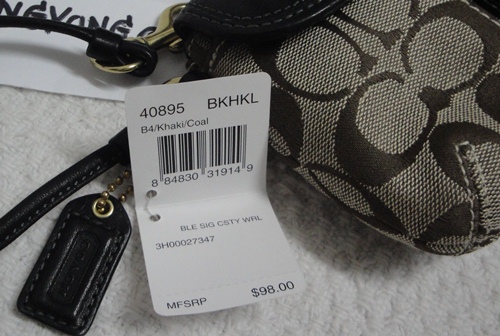 40895 BKHKL
B4/Khaki/Coal
8 84830 31914 9
BLE SIG CSTY WRL
3H00027347
MFSRP $98.00